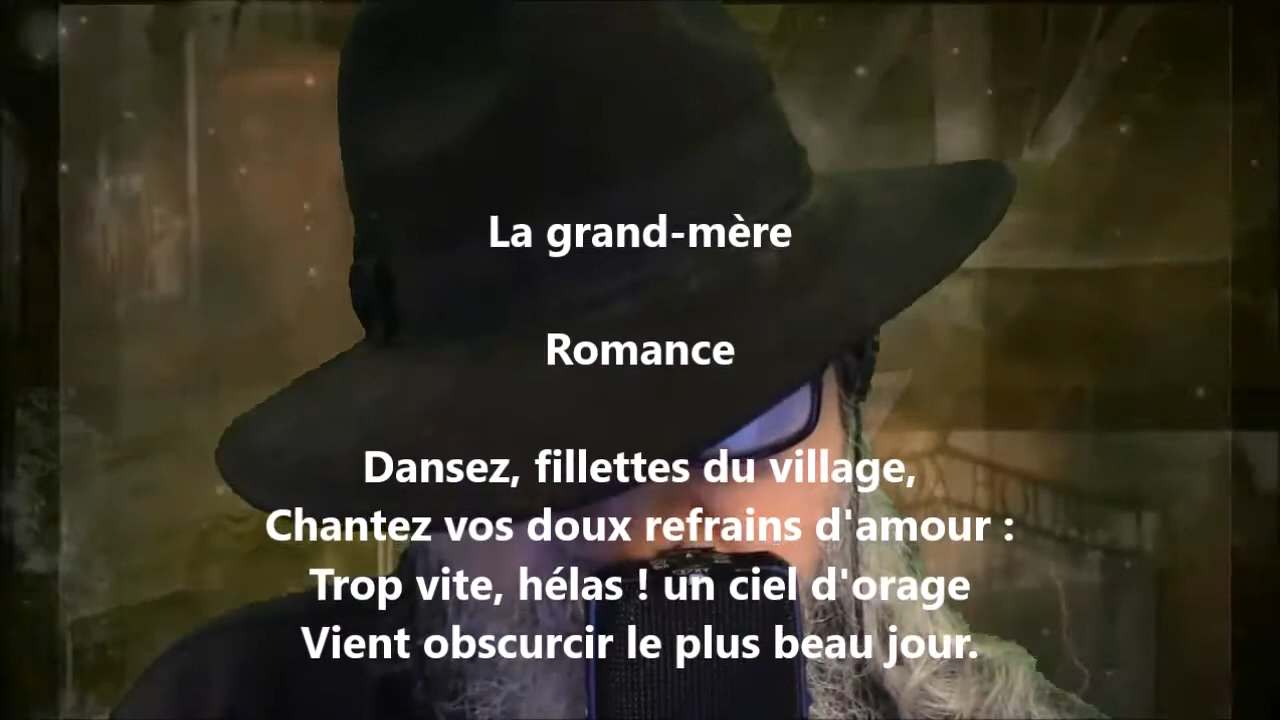 La grand-mère
Romance
Dansez, fillettes du village,
Chantez vos doux refrains d'amour :
Trop vite, hélas ! un ciel d'orage
Vient obscurcir le plus beau jour.